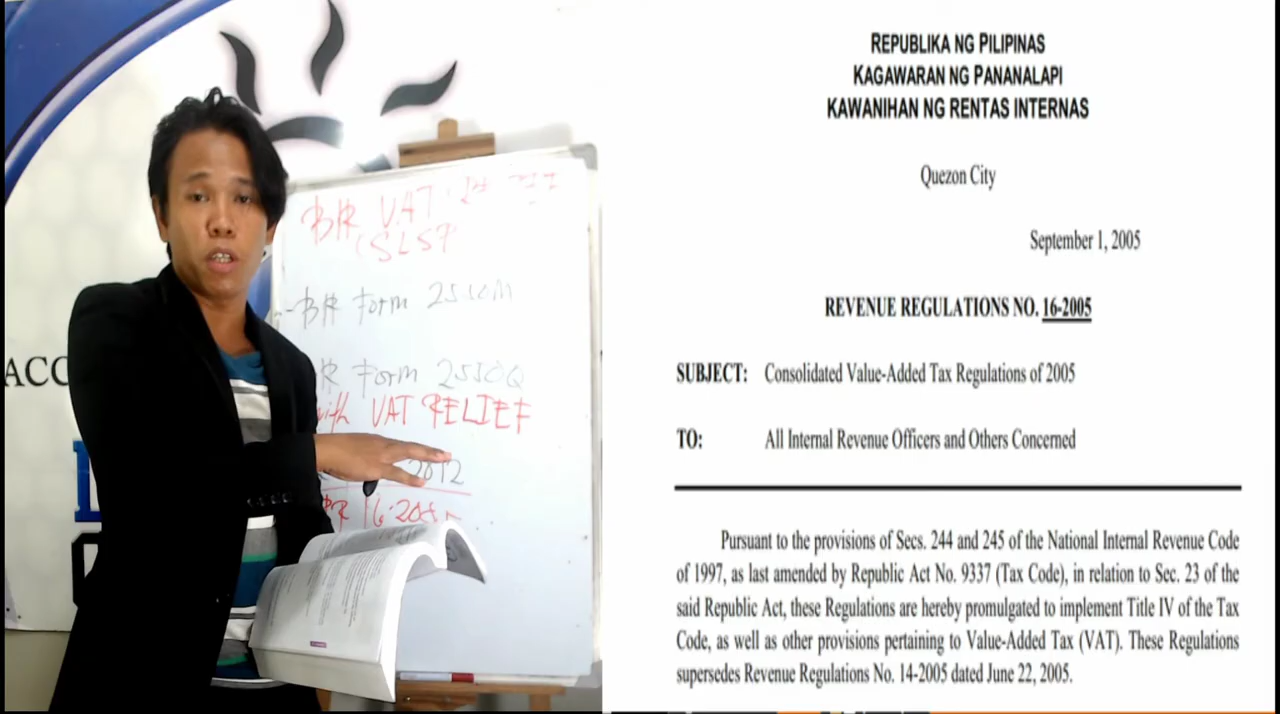 BIR VAT
SLSP
BIR Form 2550M
Form 2550Q
with VAT RELIEF
2012
RR 16-2005
ACC
REPUBLIKA NG PILIPINAS
KAGAWARAN NG PANANALAPI
KAWANIHAN NG RENTAS INTERNAS
Quezon City
September 1, 2005
REVENUE REGULATIONS NO. 16-2005
SUBJECT: Consolidated Value-Added Tax Regulations of 2005
TO: All Internal Revenue Officers and Others Concerned
Pursuant to the provisions of Secs. 244 and 245 of the National Internal Revenue Code
of 1997, as last amended by Republic Act No. 9337 (Tax Code), in relation to Sec. 23 of the
said Republic Act, these Regulations are hereby promulgated to implement Title IV of the Tax
Code, as well as other provisions pertaining to Value-Added Tax (VAT). These Regulations
supersedes Revenue Regulations No. 14-2005 dated June 22, 2005.